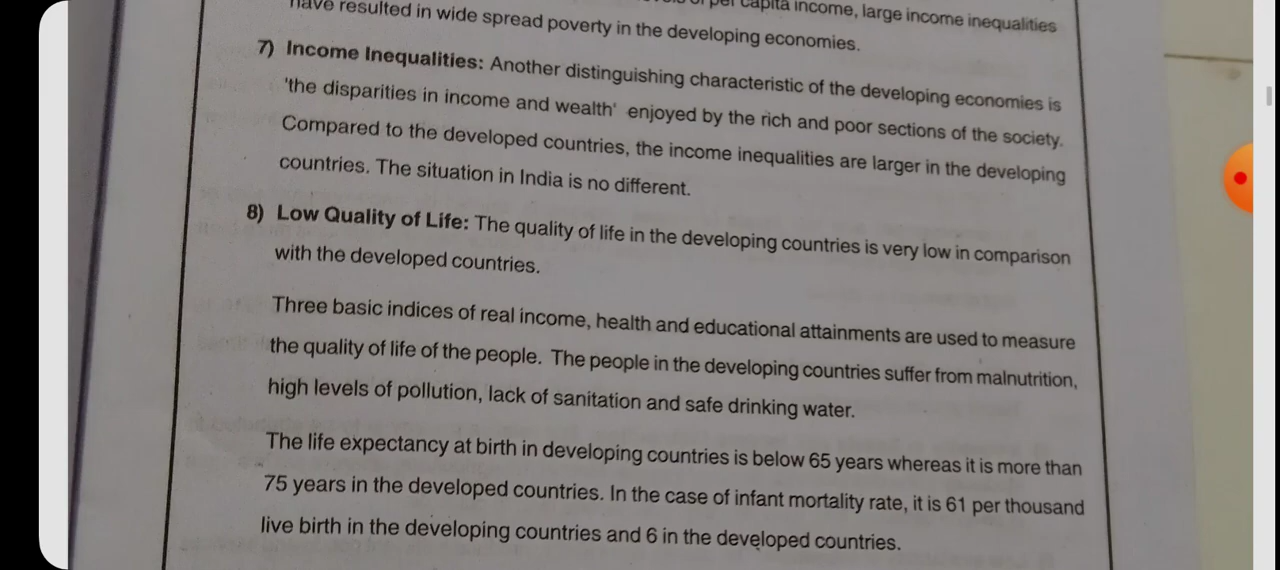 per capita income, large income inequalities
have resulted in wide spread poverty in the developing economies.
7) Income Inequalities: Another distinguishing characteristic of the developing economies is
'the disparities in income and wealth' enjoyed by the rich and poor sections of the society.
Compared to the developed countries, the income inequalities are larger in the developing
countries. The situation in India is no different.
8) Low Quality of Life: The quality of life in the developing countries is very low in comparison
with the developed countries.
Three basic indices of real income, health and educational attainments are used to measure
the quality of life of the people. The people in the developing countries suffer from malnutrition,
high levels of pollution, lack of sanitation and safe drinking water.
The life expectancy at birth in developing countries is below 65 years whereas it is more than
75 years in the developed countries. In the case of infant mortality rate, it is 61 per thousand
live birth in the developing countries and 6 in the developed countries.